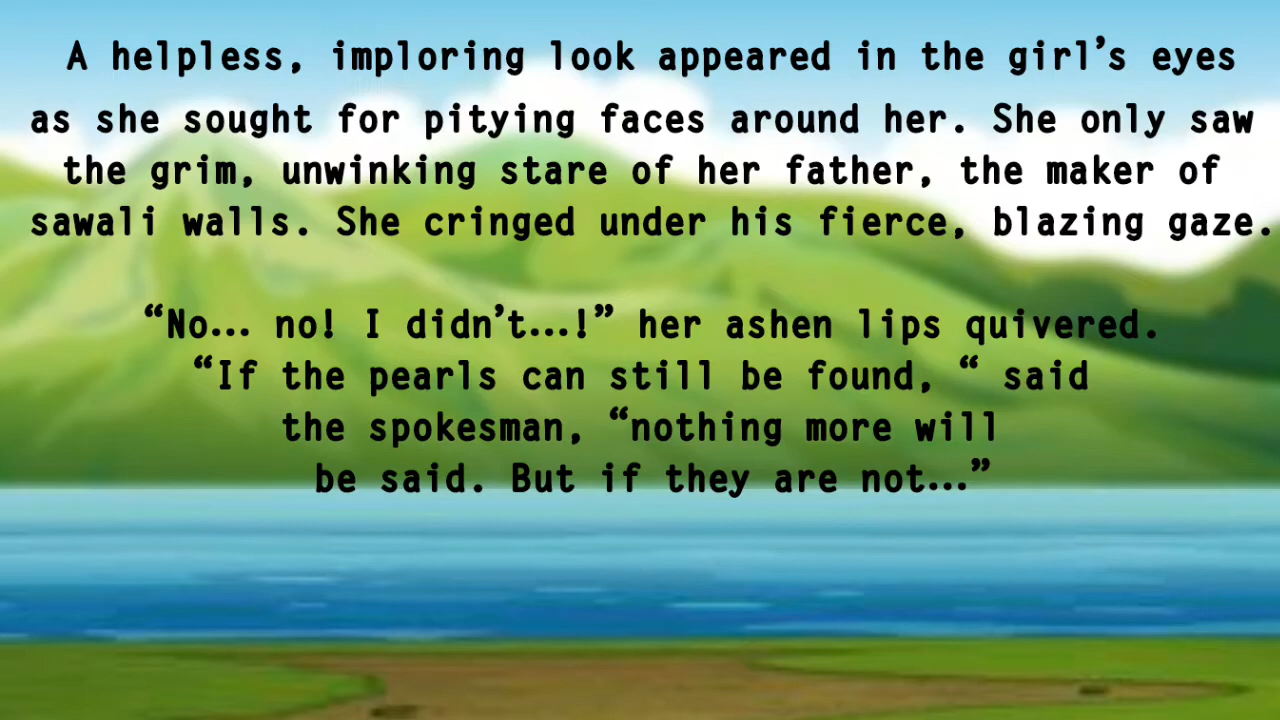 A helpless, imploring look appeared in the girl’s eyes
as she sought for pitying faces around her. She only saw
the grim, unwinking stare of her father, the maker of
sawali walls. She cringed under his fierce, blazing gaze.
“No... no! I didn’t...!” her ashen lips quivered.
“If the pearls can still be found, “ said
the spokesman, “nothing more will
be said. But if they are not...”